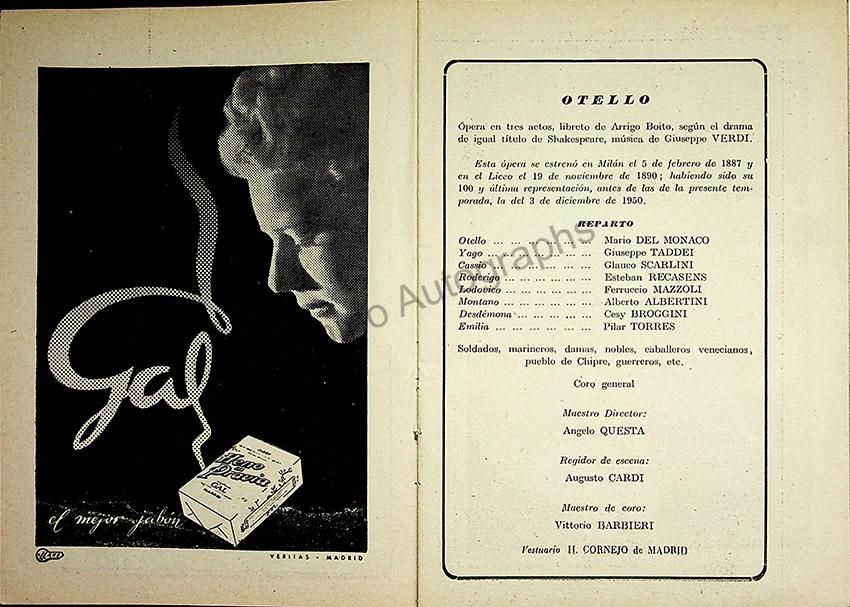 Gal
Heno de Pravia
GAL
el mejor jabón
VERITAS - MADRID
OTELLO
Ópera en tres actos, libreto de Arrigo Boito, según el drama
de igual título de Shakespeare, música de Giuseppe VERDI.
Esta ópera se estrenó en Milán el 5 de febrero de 1887 y
en el Liceo el 19 de noviembre de 1890; habiendo sido su
100 y última representación, antes de las de la presente tem-
porada, la del 3 de diciembre de 1950.
REPARTO
Otello ... ... ... ... ... ... Mario DEL MONACO
Yago ... ... ... ... ... ... Giuseppe TADDEI
Cassio ... ... ... ... ... ... Glauco SCARLINI
Roderigo ... ... ... ... ... Esteban RECASENS
Lodovico ... ... ... ... ... Ferruccio MAZZOLI
Montano ... ... ... ... ... Alberto ALBERTINI
Desdémona ... ... ... ... Cesy BROGGINI
Emilia ... ... ... ... ... ... Pilar TORRES
Soldados, marineros, damas, nobles, caballeros venecianos,
pueblo de Chipre, guerreros, etc.
Coro general
Maestro Director:
Angelo QUESTA
Regidor de escena:
Augusto CARDI
Maestro de coro:
Vittorio BARBIERI
Vestuario H. CORNEJO de MADRID
o Autographs